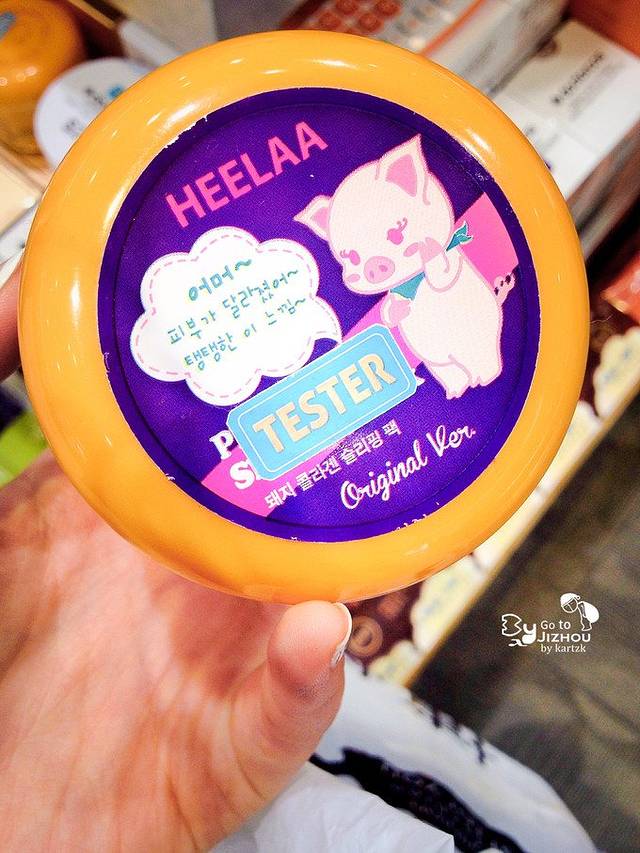 HEELAA
어머~
피부가 달라졌어~
탱탱한 이 느낌~
TESTER
돼지 콜라겐 슬리핑 팩
Original Ver.
By Go to
JIZHOU
by kartzk